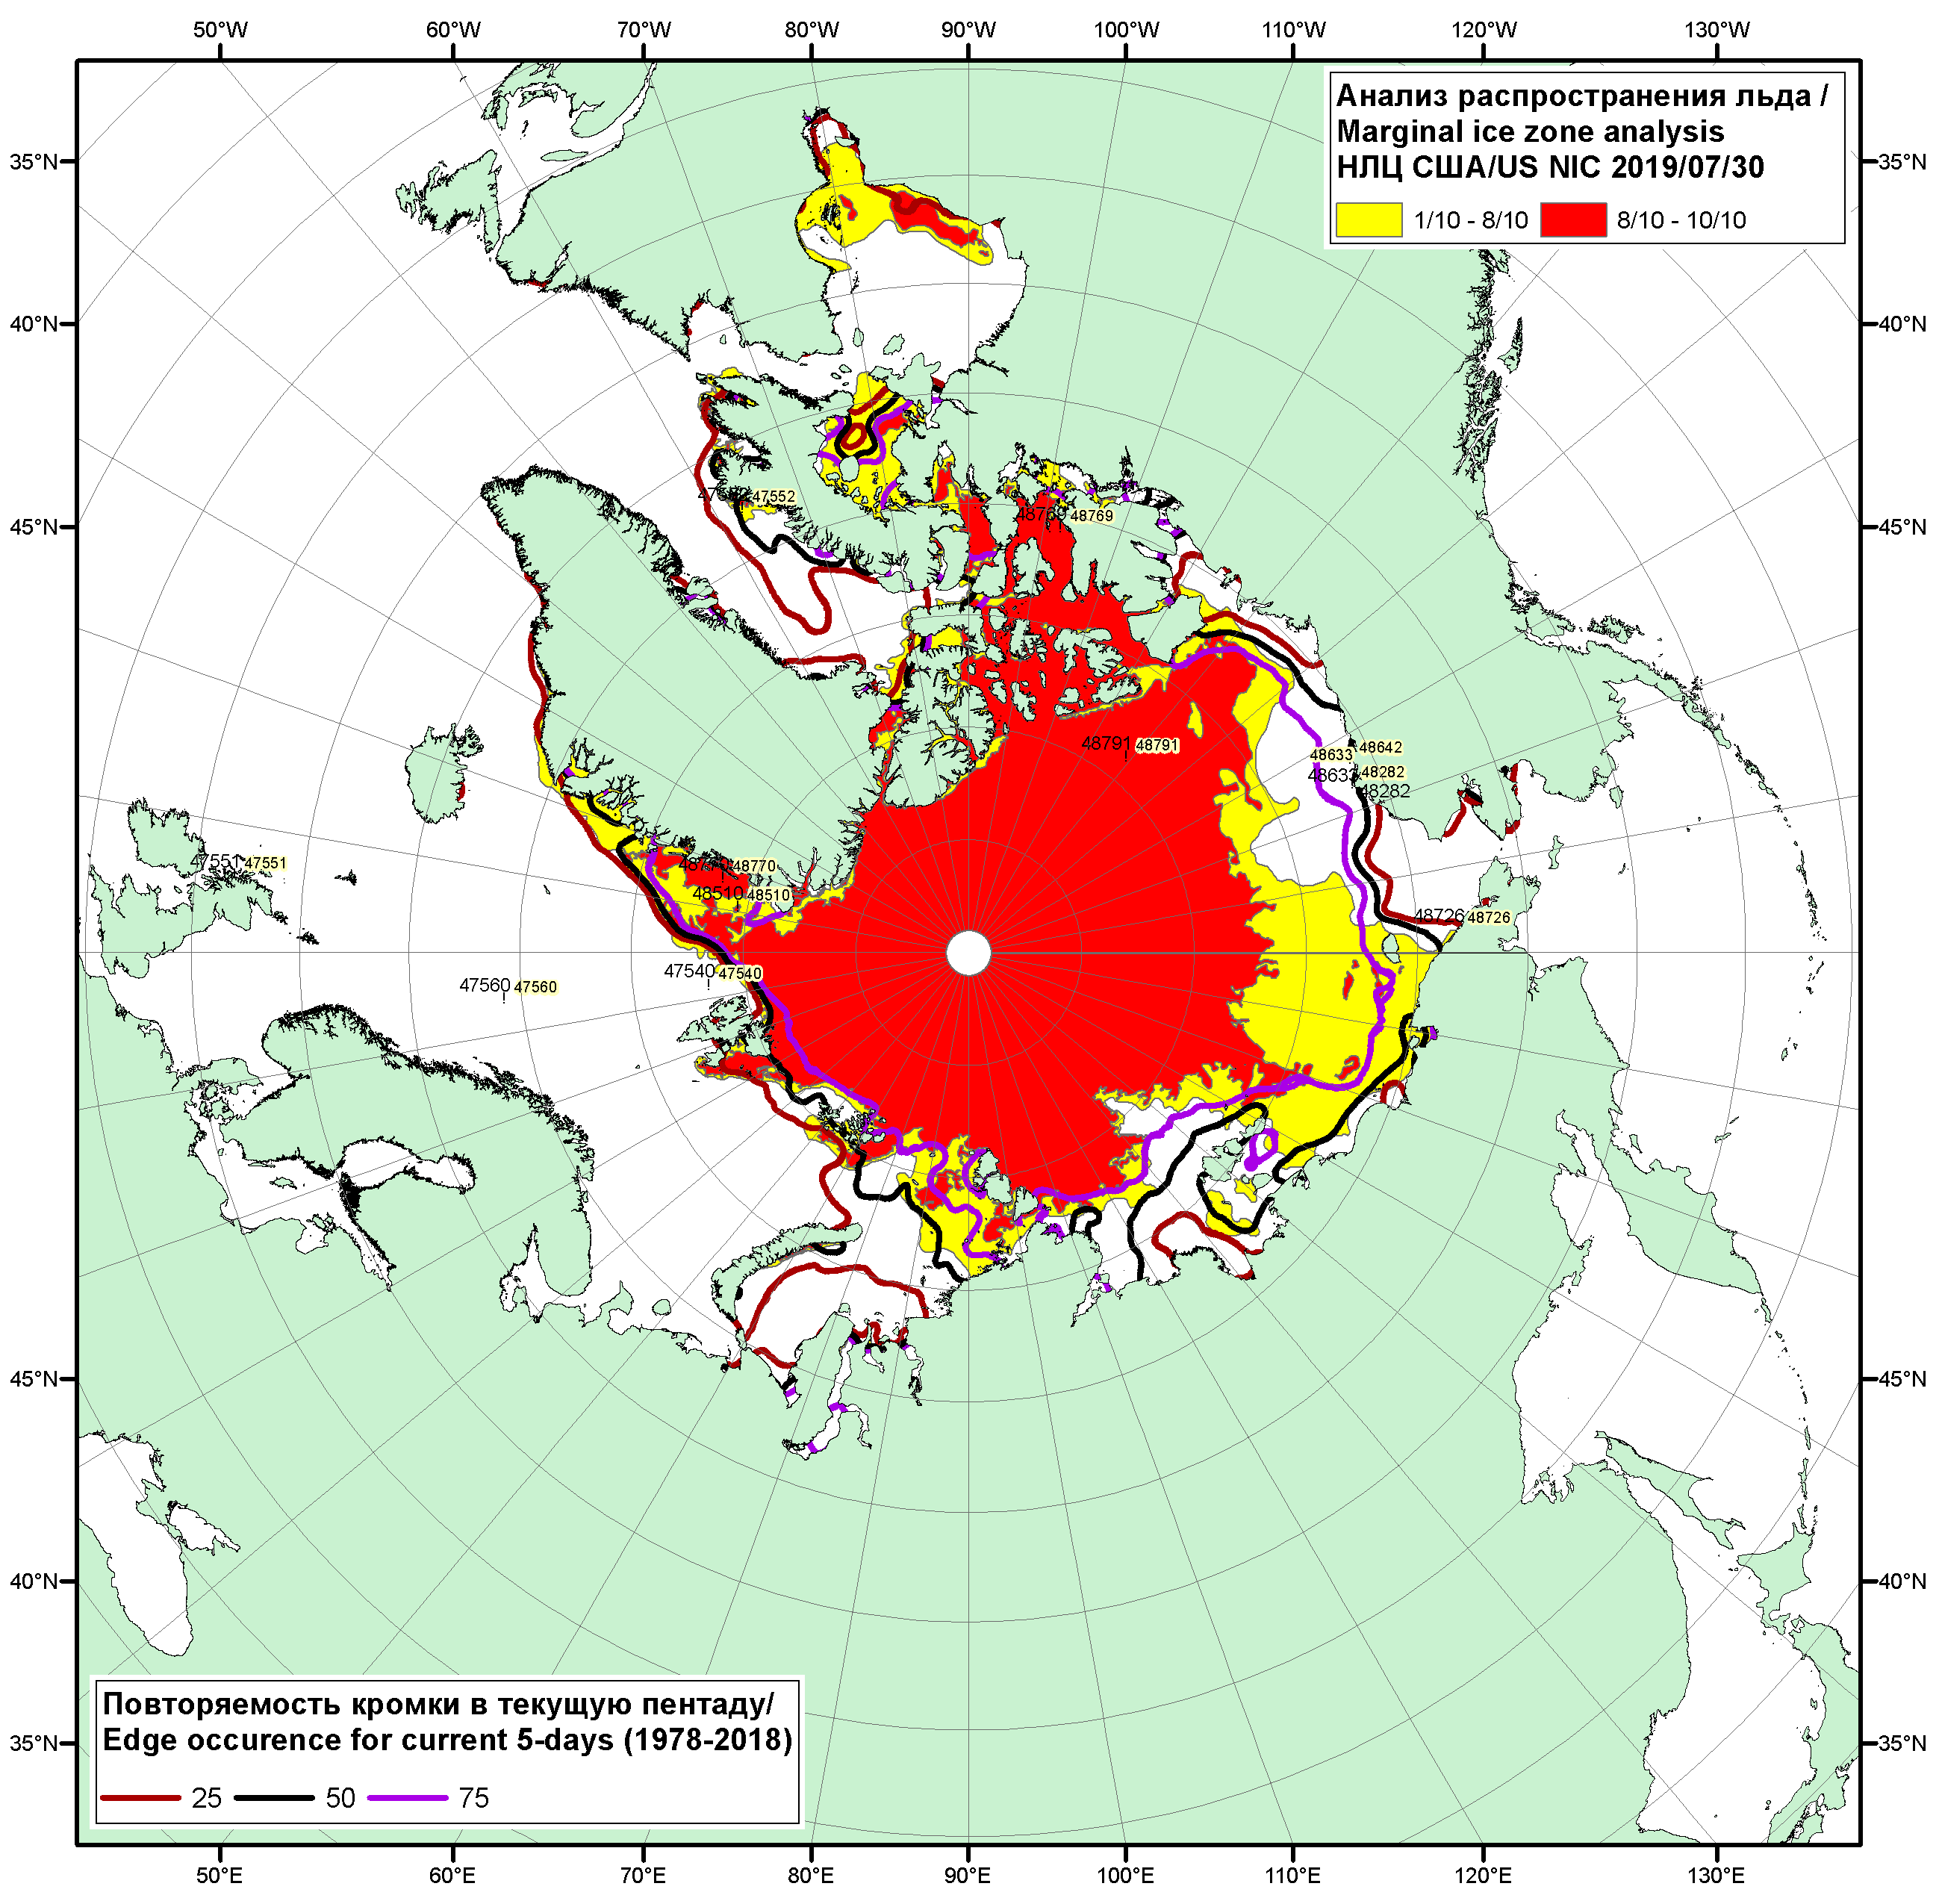 50°W 60°W 70°W 80°W 90°W 100°W 110°W 120°W 130°W
Анализ распространения льда /
Marginal ice zone analysis
НЛЦ США/US NIC 2019/07/30
1/10 - 8/10 8/10 - 10/10
35°N 35°N
40°N 40°N
45°N 45°N
47552
48769 48769
48791 48791
48633 48642
48633 48282
48282
47551 47551
48770
48510 48510
48726 48726
47540 47540
47560 47560
45°N 45°N
40°N 40°N
35°N 35°N
Повторяемость кромки в текущую пентаду/
Edge occurence for current 5-days (1978-2018)
25 50 75
50°E 60°E 70°E 80°E 90°E 100°E 110°E 120°E 130°E